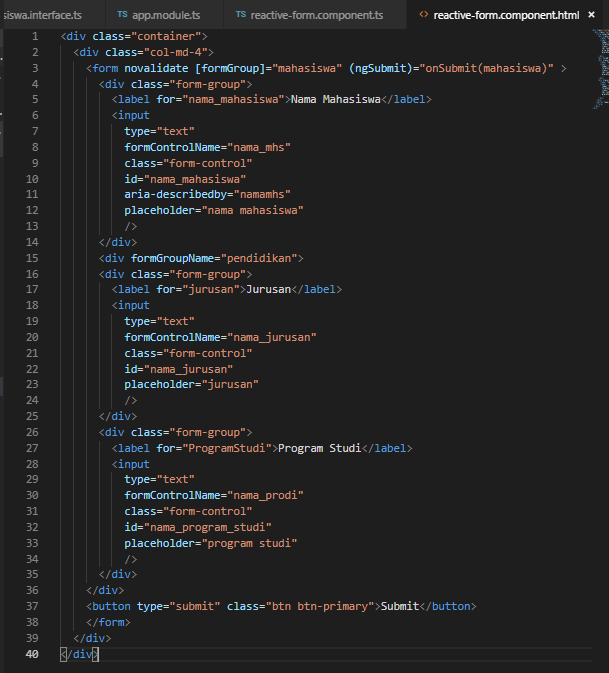 siswa.interface.ts TS app.module.ts TS reactive-form.component.ts <> reactive-form.component.html ×
1 <div class="container">
2 <div class="col-md-4">
3 <form novalidate [formGroup]="mahasiswa" (ngSubmit)="onSubmit(mahasiswa)" >
4 <div class="form-group">
5 <label for="nama_mahasiswa">Nama Mahasiswa</label>
6 <input
7 type="text"
8 formControlName="nama_mhs"
9 class="form-control"
10 id="nama_mahasiswa"
11 aria-describedby="namamhs"
12 placeholder="nama mahasiswa"
13 />
14 </div>
15 <div formGroupName="pendidikan">
16 <div class="form-group">
17 <label for="jurusan">Jurusan</label>
18 <input
19 type="text"
20 formControlName="nama_jurusan"
21 class="form-control"
22 id="nama_jurusan"
23 placeholder="jurusan"
24 />
25 </div>
26 <div class="form-group">
27 <label for="ProgramStudi">Program Studi</label>
28 <input
29 type="text"
30 formControlName="nama_prodi"
31 class="form-control"
32 id="nama_program_studi"
33 placeholder="program studi"
34 />
35 </div>
36 </div>
37 <button type="submit" class="btn btn-primary">Submit</button>
38 </form>
39 </div>
40 </div>